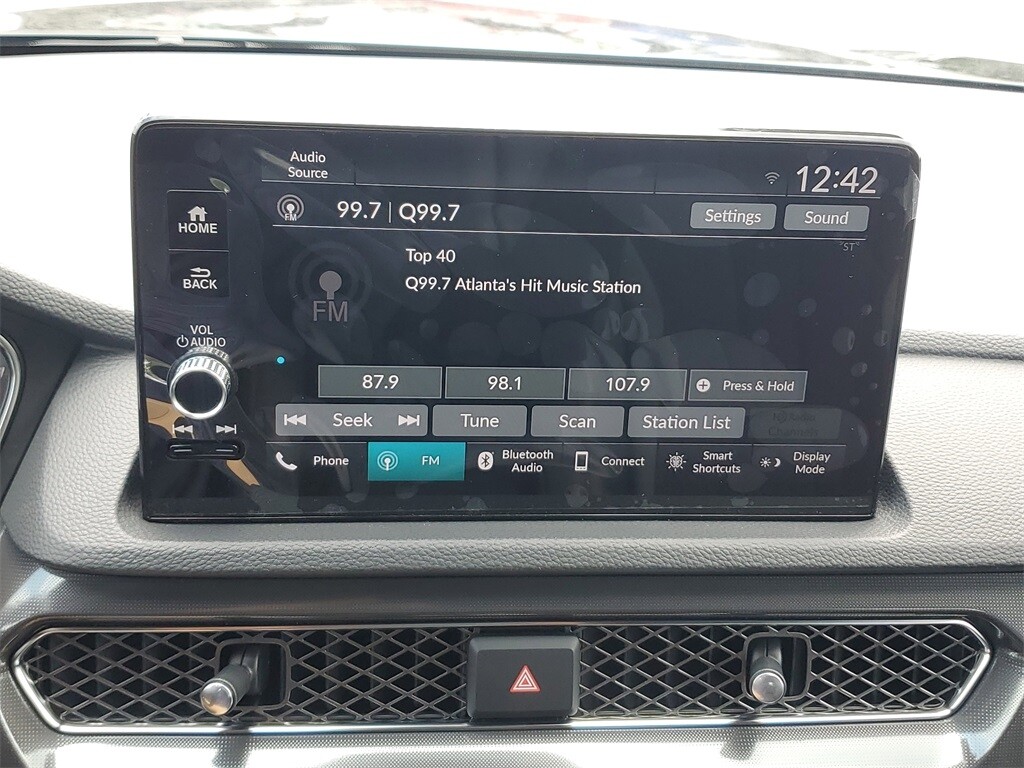 Audio
Source
12:42
HOME
FM
99.7 | Q99.7
Settings
Sound
"ST"
Top 40
BACK
Q99.7 Atlanta's Hit Music Station
FM
VOL
AUDIO
87.9
98.1
107.9
Press & Hold
Seek
Tune
Scan
Station List
Phone
FM
Bluetooth
Audio
Connect
Smart
Shortcuts
Display
Mode